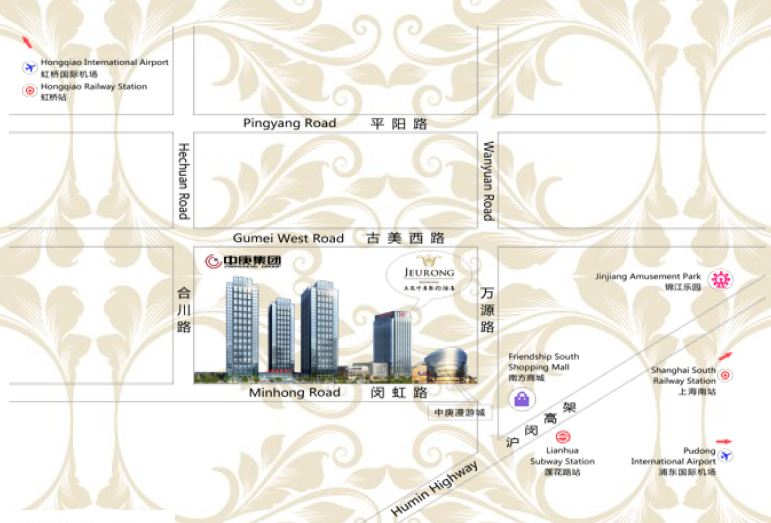 Hongqiao International Airport
虹桥国际机场
Hongqiao Railway Station
虹桥站
Pingyang Road 平阳路
Hechuan Road
Wanyuan Road
Gumei West Road 古美西路
中庚集团
JEURONG
合川路
万源路
Jinjiang Amusement Park
锦江乐园
Friendship South
Shopping Mall
南方商城
Shanghai South
Railway Station
上海南站
Minhong Road 闵虹路
中庚漫游城
沪闵高架
Lianhua
Subway Station
莲花路站
Pudong
International Airport
浦东国际机场
Humin Highway